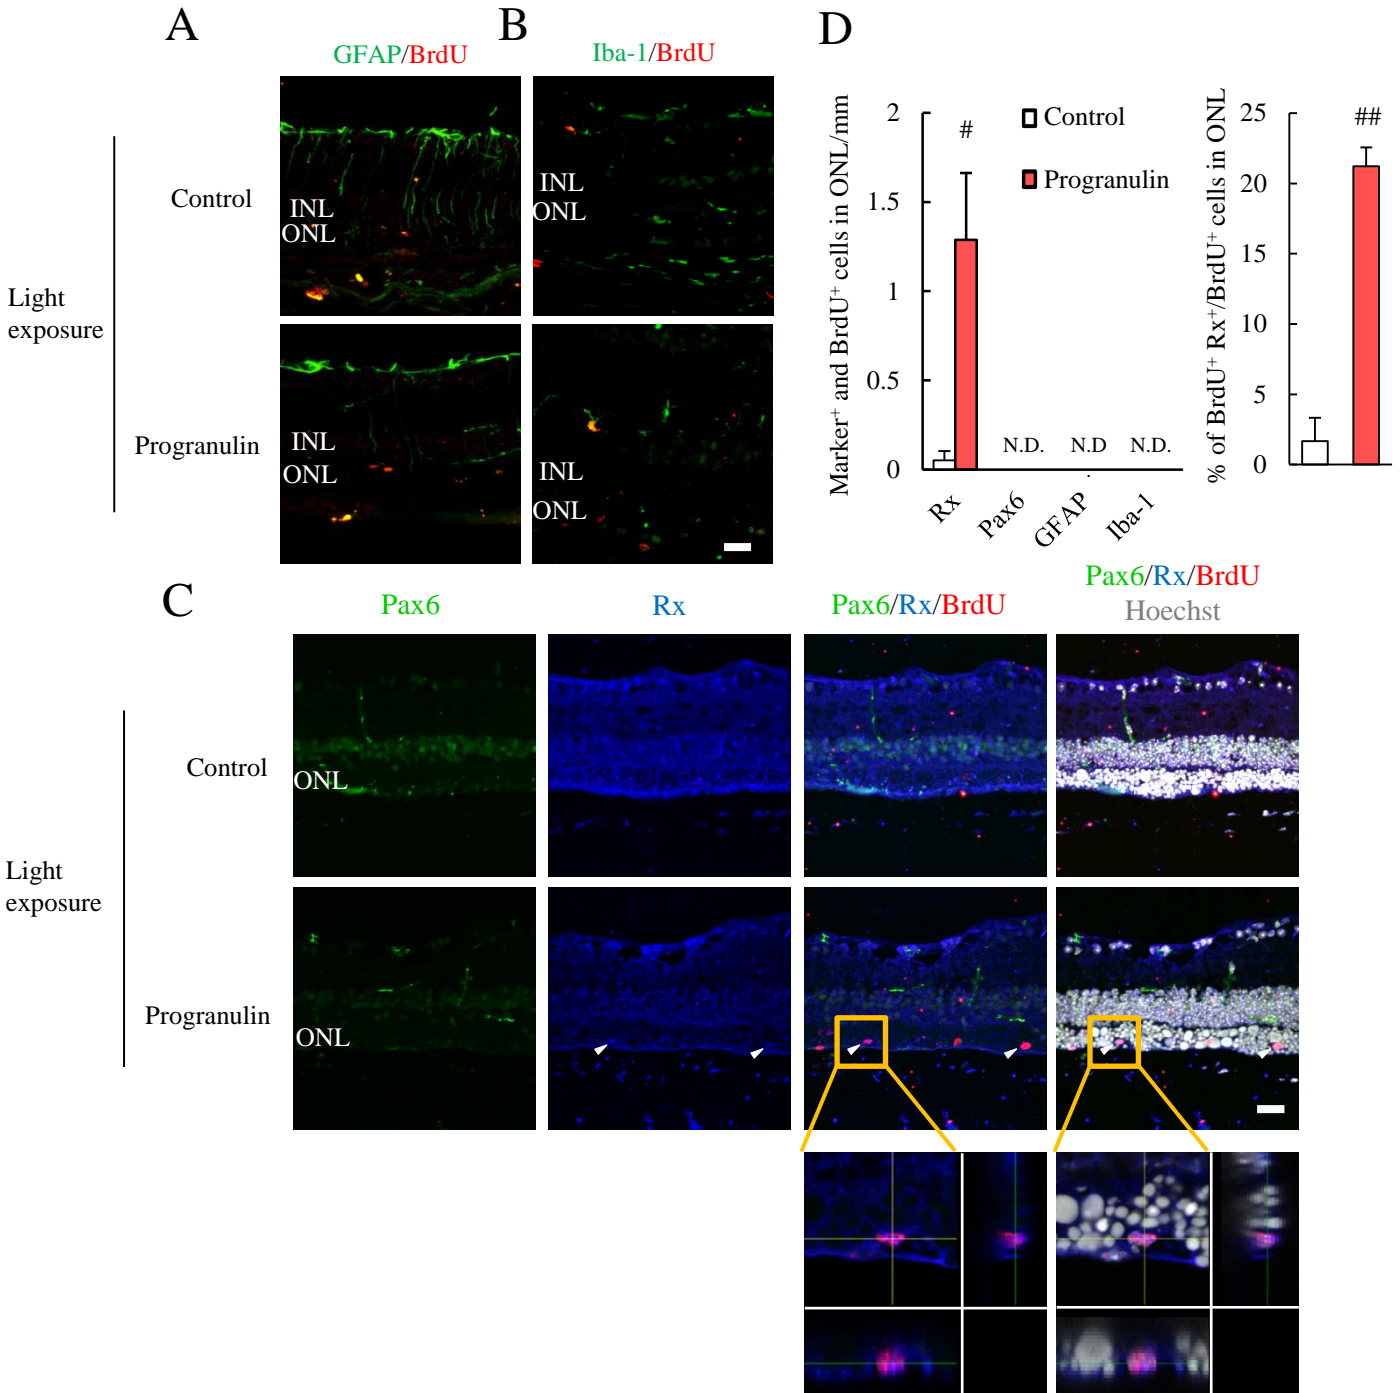 A
B
D
GFAP/BrdU
Iba-1/BrdU
Light
exposure
Control
Progranulin
INL
ONL
INL
ONL
INL
ONL
INL
ONL
Marker⁺ and BrdU⁺ cells in ONL/mm
2
1.5
1
0.5
0
#
Control
Progranulin
N.D.
N.D
.
N.D.
Rx
Pax6
GFAP
Iba-1
% of BrdU⁺ Rx⁺/BrdU⁺ cells in ONL
25
20
15
10
5
0
##
C
Pax6
Rx
Pax6/Rx/BrdU
Pax6/Rx/BrdU
Hoechst
Light
exposure
Control
Progranulin
ONL
ONL